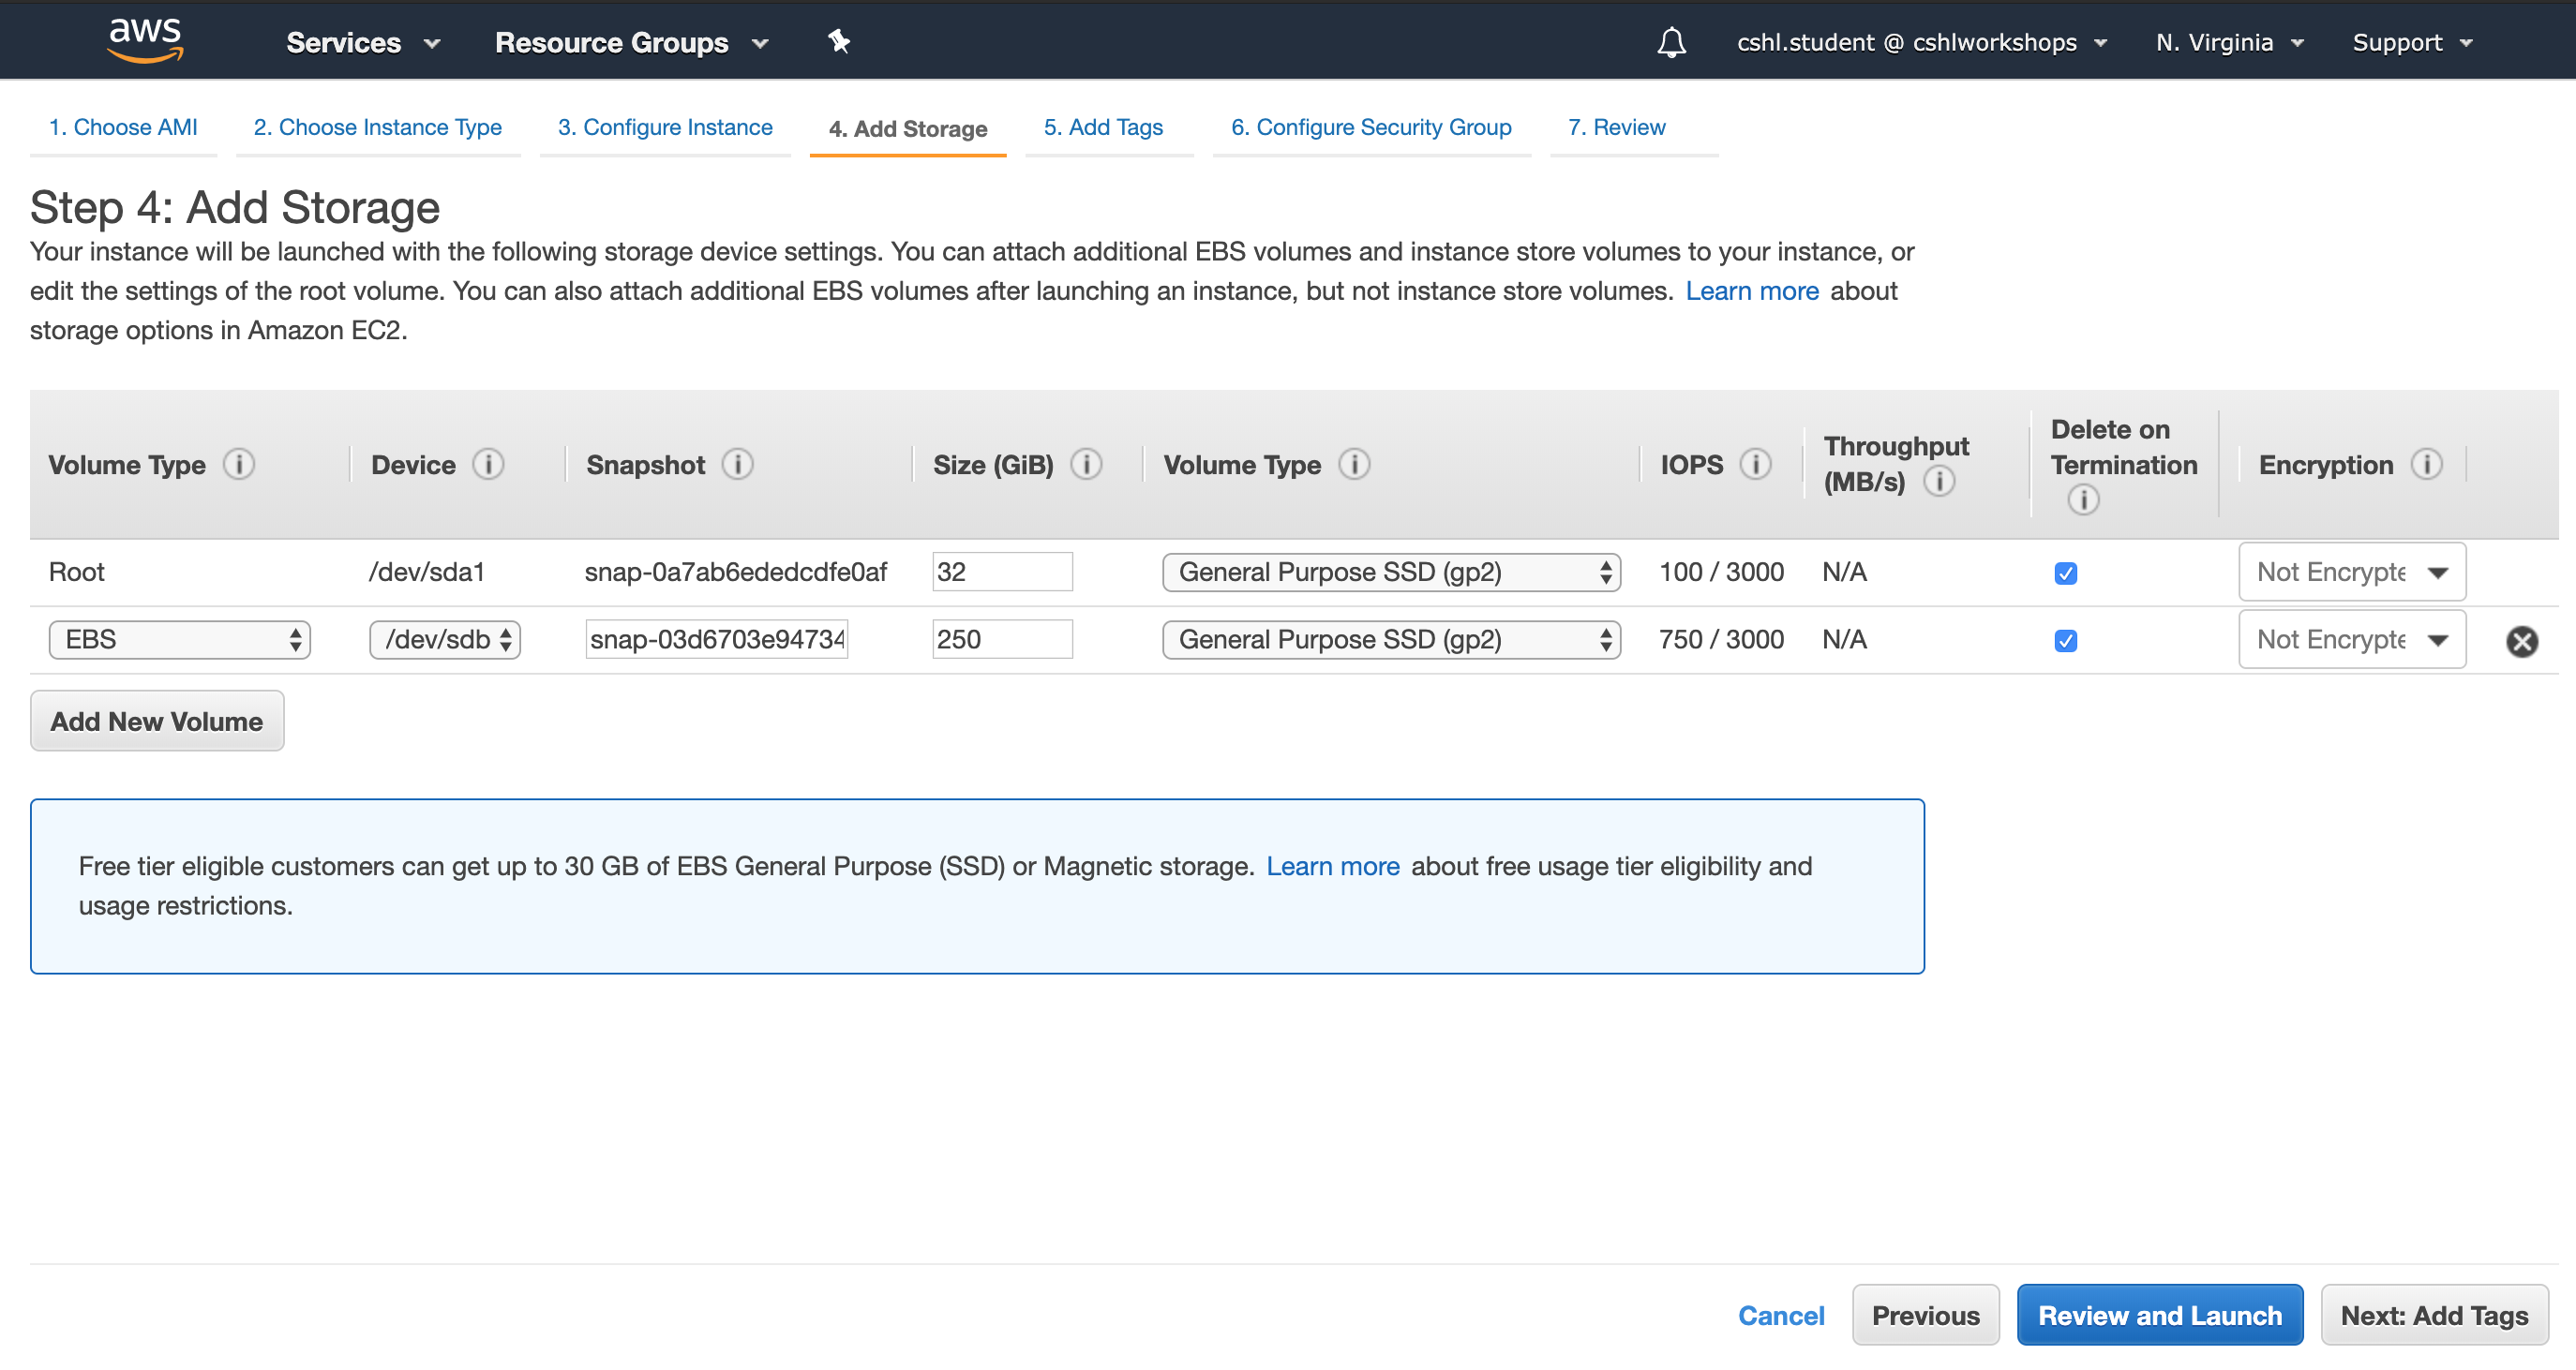 aws Services Resource Groups cshl.student @ cshlworkshops N. Virginia Support
1. Choose AMI 2. Choose Instance Type 3. Configure Instance 4. Add Storage 5. Add Tags 6. Configure Security Group 7. Review
Step 4: Add Storage
Your instance will be launched with the following storage device settings. You can attach additional EBS volumes and instance store volumes to your instance, or
edit the settings of the root volume. You can also attach additional EBS volumes after launching an instance, but not instance store volumes. Learn more about
storage options in Amazon EC2.
Volume Type Device Snapshot Size (GiB) Volume Type IOPS Throughput (MB/s) Delete on Termination Encryption
Root /dev/sda1 snap-0a7ab6ededcdfe0af 32 General Purpose SSD (gp2) 100 / 3000 N/A Not Encrypte
EBS /dev/sdb snap-03d6703e94734 250 General Purpose SSD (gp2) 750 / 3000 N/A Not Encrypte
Add New Volume
Free tier eligible customers can get up to 30 GB of EBS General Purpose (SSD) or Magnetic storage. Learn more about free usage tier eligibility and
usage restrictions.
Cancel Previous Review and Launch Next: Add Tags